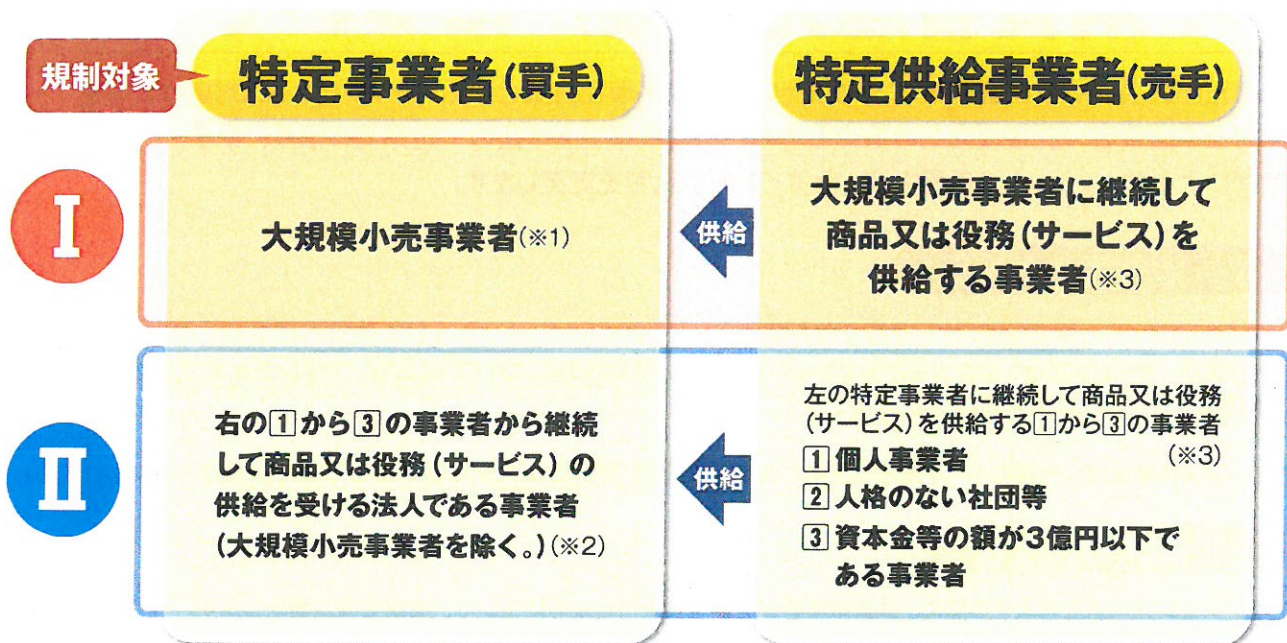 規制対象
特定事業者(買手)
特定供給事業者(売手)
I
大規模小売事業者(※1)
供給
大規模小売事業者に継続して
商品又は役務(サービス)を
供給する事業者(※3)
II
右の1から3の事業者から継続
して商品又は役務(サービス)の
供給を受ける法人である事業者
(大規模小売事業者を除く。)(※2)
供給
左の特定事業者に継続して商品又は役務
(サービス)を供給する1から3の事業者
(※3)
1 個人事業者
2 人格のない社団等
3 資本金等の額が3億円以下で
ある事業者